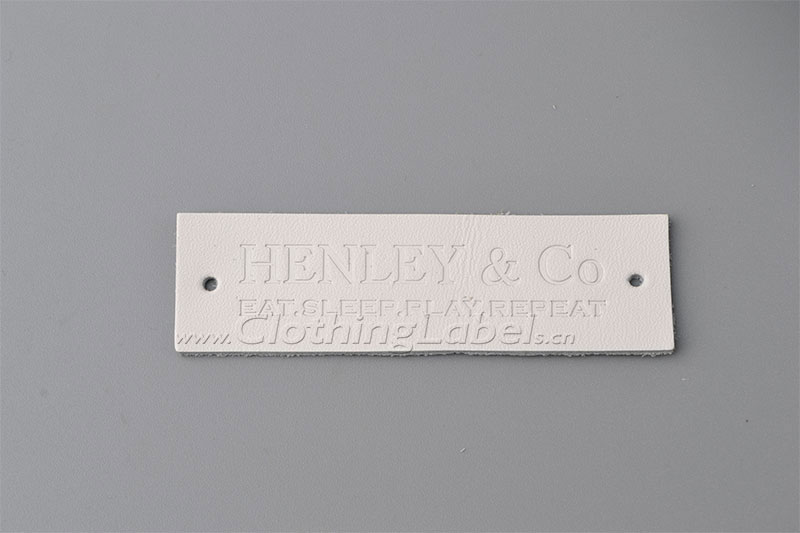 HENLEY & Co
EAT.SLEEP.PLAY.REPEAT
www.ClothingLabels.cn